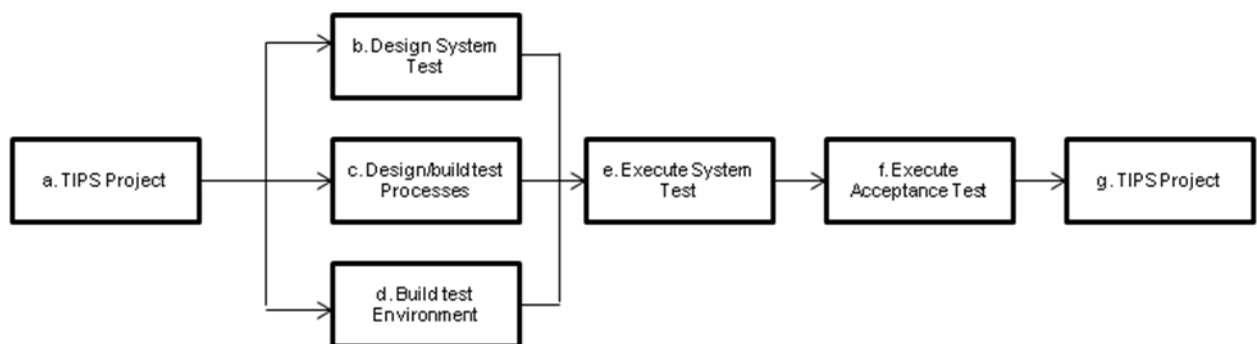 b. Design System
Test
a. TIPS Project
c. Design/build test
Processes
e. Execute System
Test
f. Execute
Acceptance Test
g. TIPS Project
d. Build test
Environment